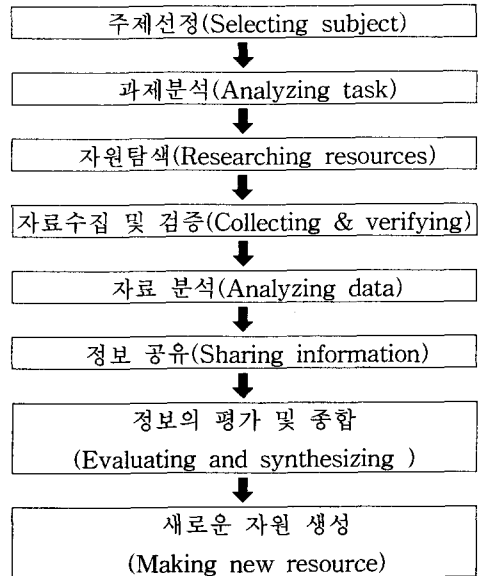 주제선정(Selecting subject)
과제분석(Analyzing task)
자원탐색(Researching resources)
자료수집 및 검증(Collecting & verifying)
자료 분석(Analyzing data)
정보 공유(Sharing information)
정보의 평가 및 종합
(Evaluating and synthesizing )
새로운 자원 생성
(Making new resource)